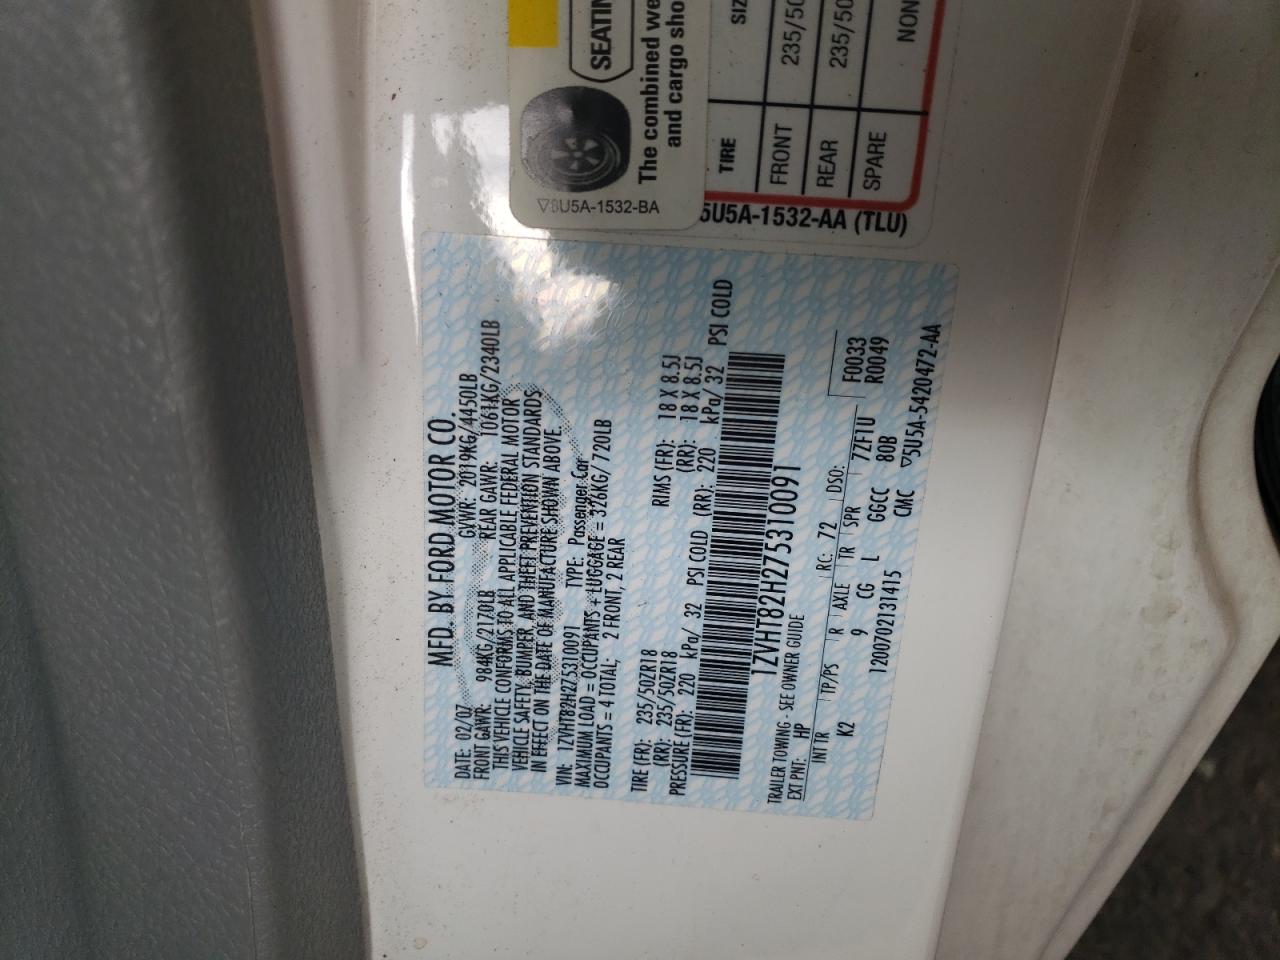 SEATIN
The combined we
and cargo sho
▽8U5A-1532-BA
TIRE SIZ
FRONT 235/50
REAR 235/50
SPARE NON
5U5A-1532-AA (TLU)
MFD. BY FORD MOTOR CO.
DATE: 02/07 GVWR: 2019KG/4450LB
FRONT GAWR: 984KG/2170LB REAR GAWR: 1061KG/2340LB
THIS VEHICLE CONFORMS TO ALL APPLICABLE FEDERAL MOTOR
VEHICLE SAFETY, BUMPER, AND THEFT PREVENTION STANDARDS
IN EFFECT ON THE DATE OF MANUFACTURE SHOWN ABOVE.
VIN: 1ZVHT82H275310091 TYPE: Passenger Car
MAXIMUM LOAD = OCCUPANTS + LUGGAGE = 326KG/720LB
OCCUPANTS = 4 TOTAL; 2 FRONT, 2 REAR
TIRE (FR): 235/50ZR18 RIMS (FR): 18 X 8.5J
(RR): 235/50ZR18 (RR): 18 X 8.5J
PRESSURE (FR): 220 kPa/ 32 PSI COLD (RR): 220 kPa/ 32 PSI COLD
1ZVHT82H275310091
TRAILER TOWING - SEE OWNER GUIDE F0033
EXT PNT: HP RC: 72 DSO: R0049
INT TR TP/PS R AXLE TR SPR 7ZF1U
K2 9 CG L GGCC 80B
1200702131415 CMC ▽5U5A-5420472-AA